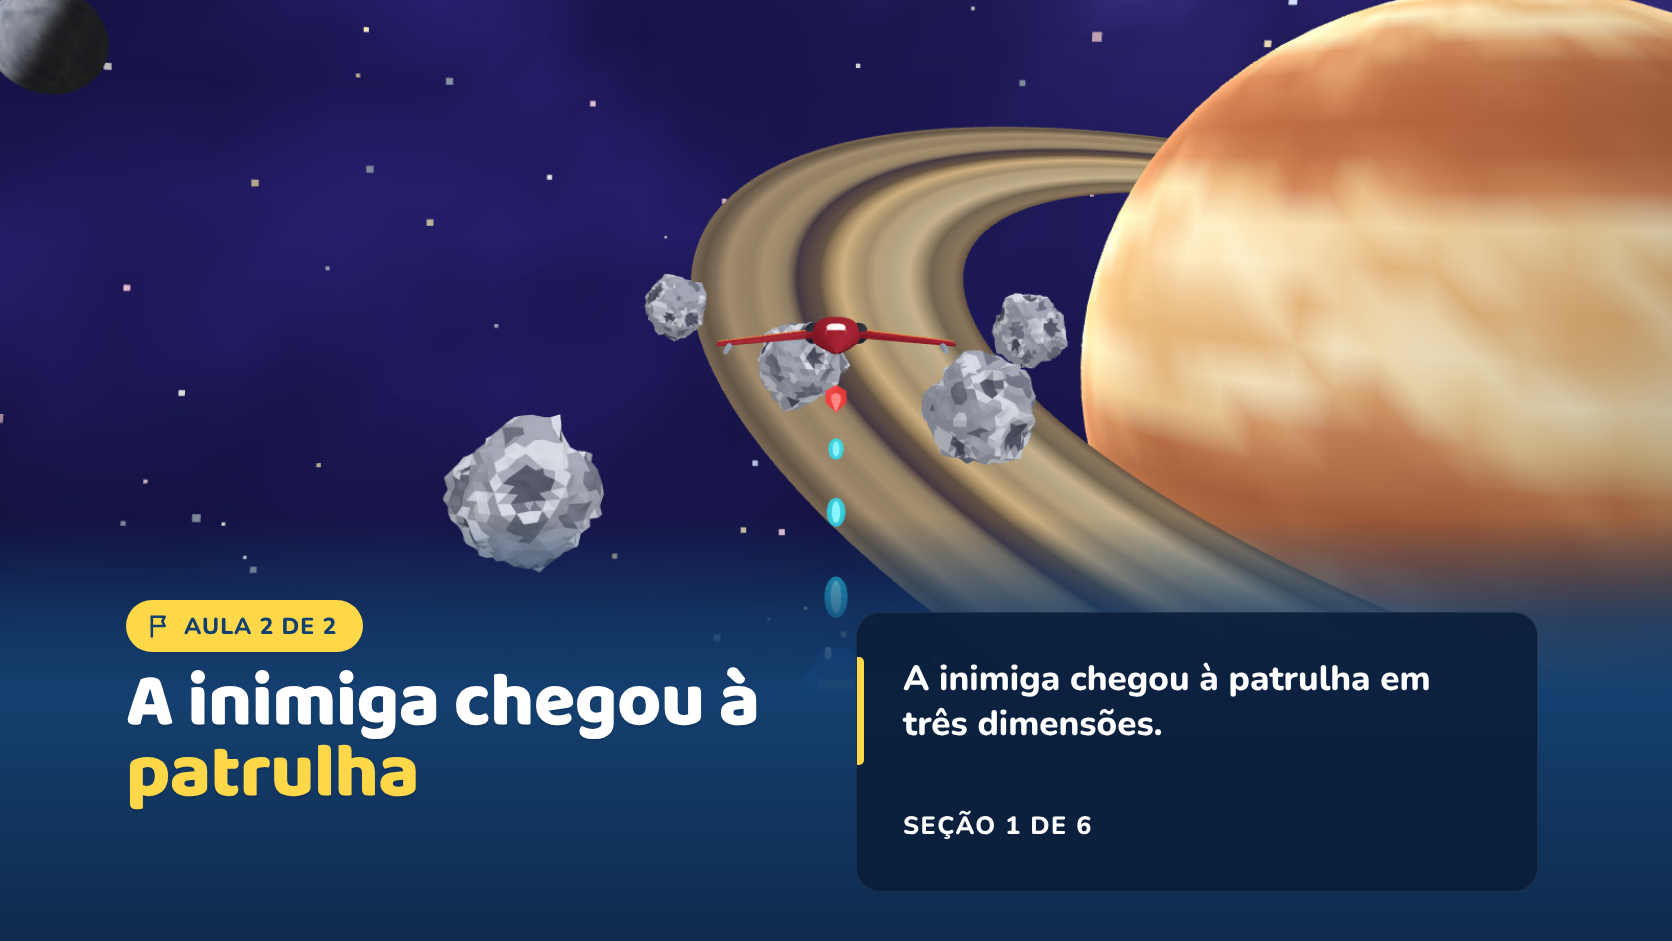 AULA 2 DE 2
A inimiga chegou à
patrulha
A inimiga chegou à patrulha em
três dimensões.
SEÇÃO 1 DE 6